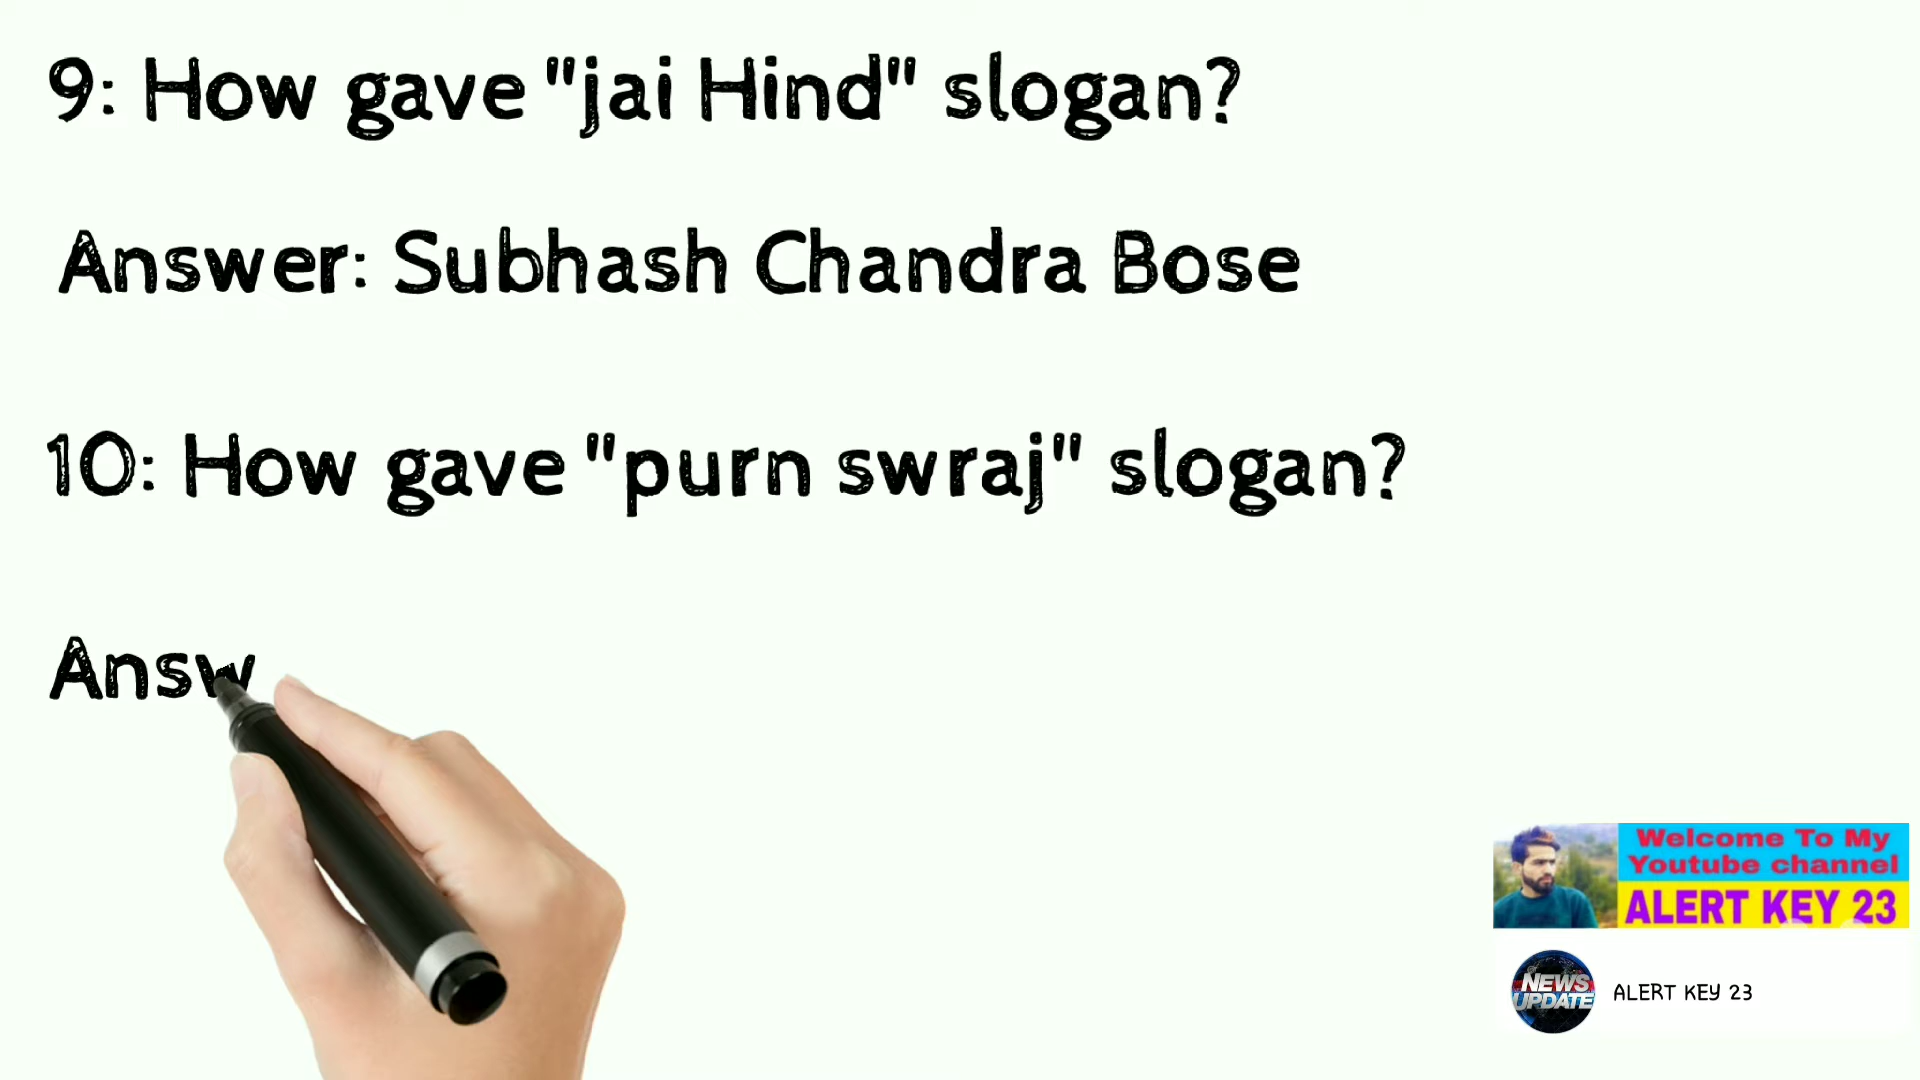 9: How gave "jai Hind" slogan?
Answer: Subhash Chandra Bose
10: How gave "purn swraj" slogan?
Answ
Welcome To My
Youtube channel
ALERT KEY 23
NEWS
UPDATE
ALERT KEY 23